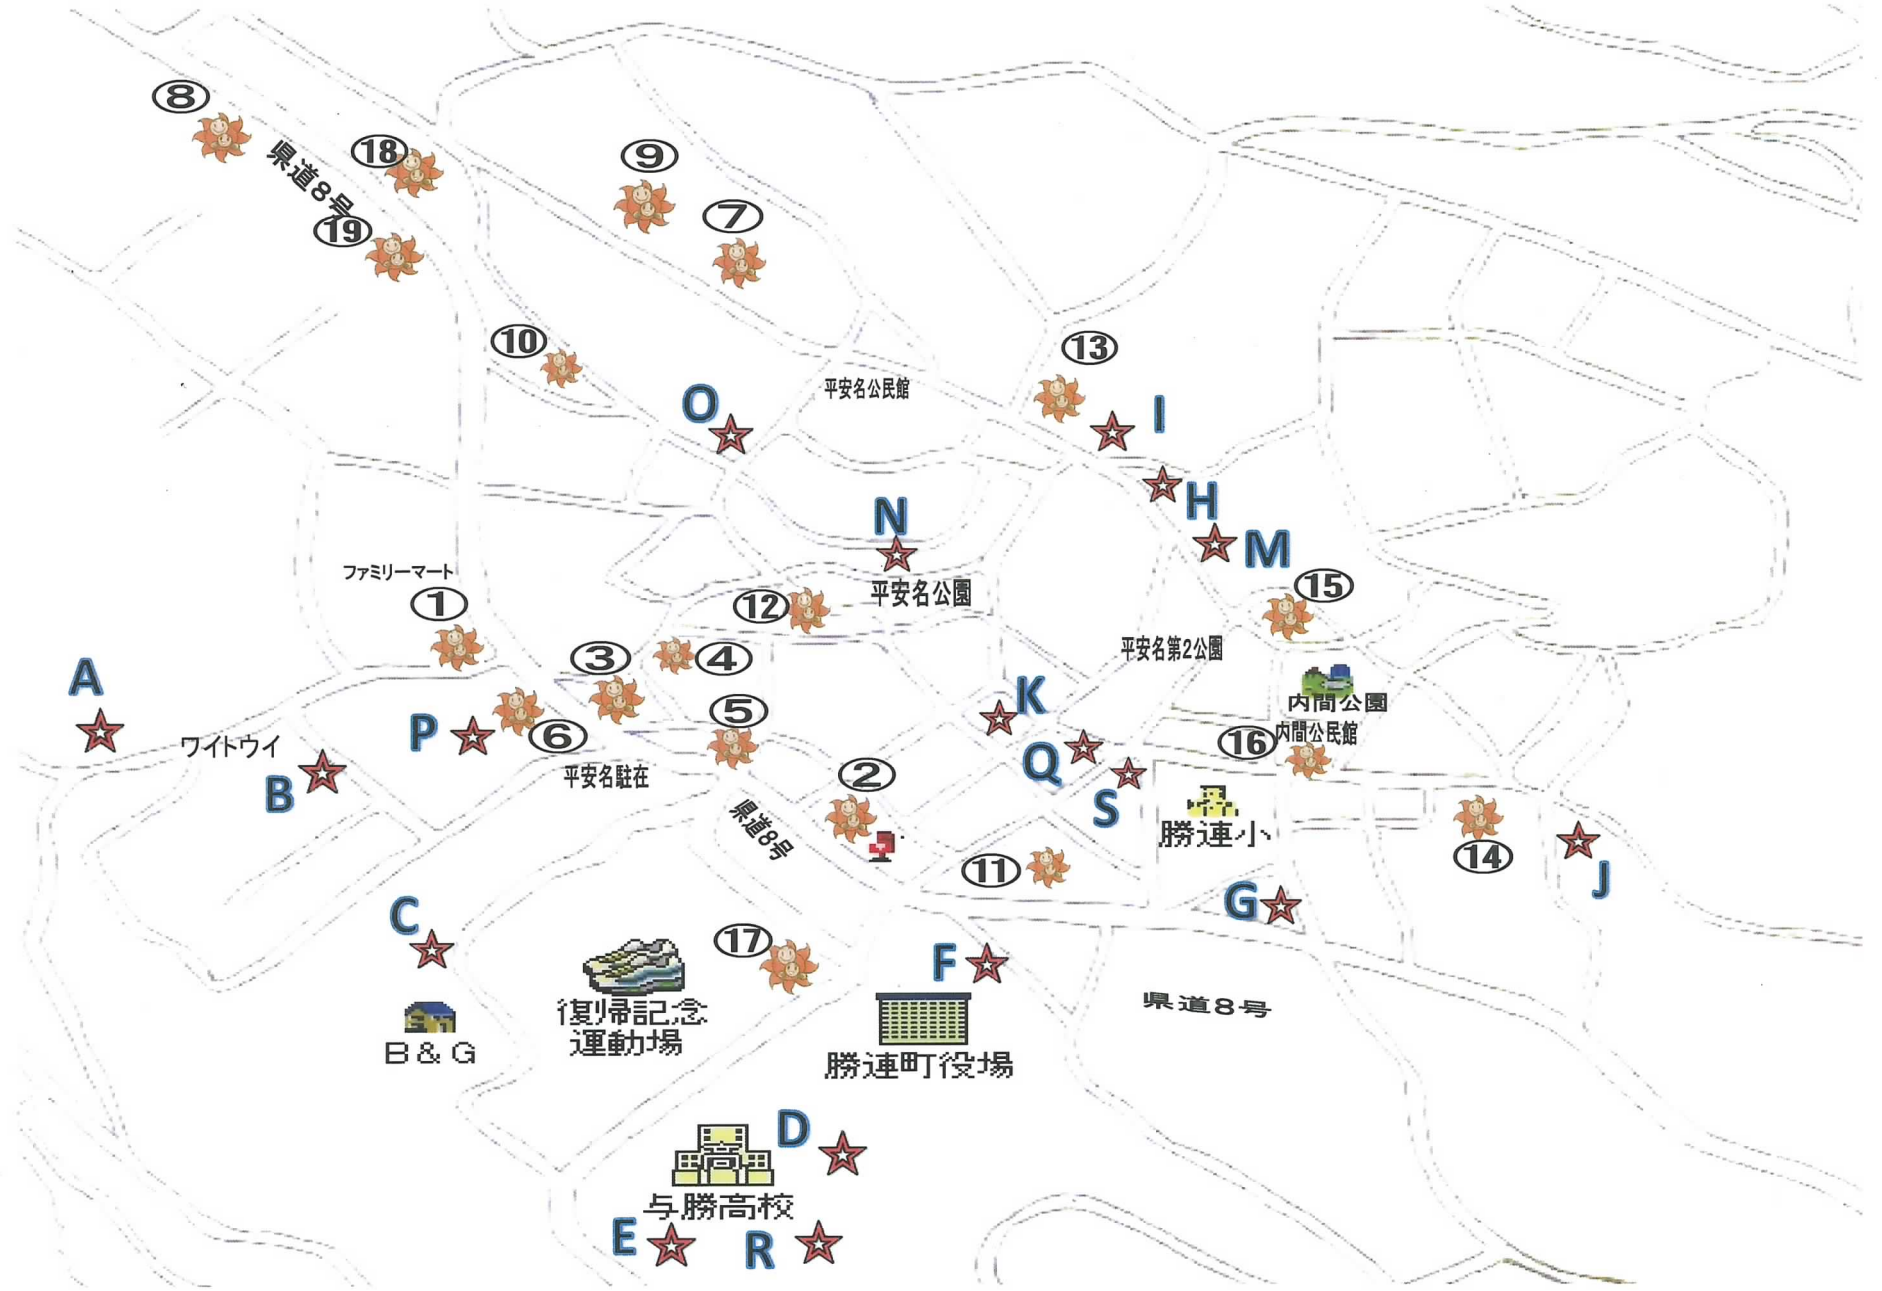 ⑧
⑱
⑨
県道8号
⑦
⑲
⑩
⑬
平安名公民館
O
I
H
N
M
ファミリーマート
⑮
①
⑫
平安名公園
平安名第2公園
③
④
A
K
内間公園
⑤
P
⑥
ワイトウイ
⑯
内間公民館
Q
平安名駐在
②
B
S
県道8号
勝連小
⑪
⑭
J
C
G
⑰
F
復帰記念
運動場
県道8号
B&G
勝連町役場
D
与勝高校
E
R